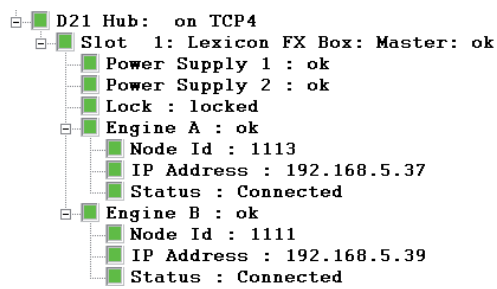 D21 Hub:  on TCP4
Slot  1: Lexicon FX Box: Master: ok
Power Supply 1 : ok
Power Supply 2 : ok
Lock : locked
Engine A : ok
Node Id : 1113
IP Address : 192.168.5.37
Status : Connected
Engine B : ok
Node Id : 1111
IP Address : 192.168.5.39
Status : Connected